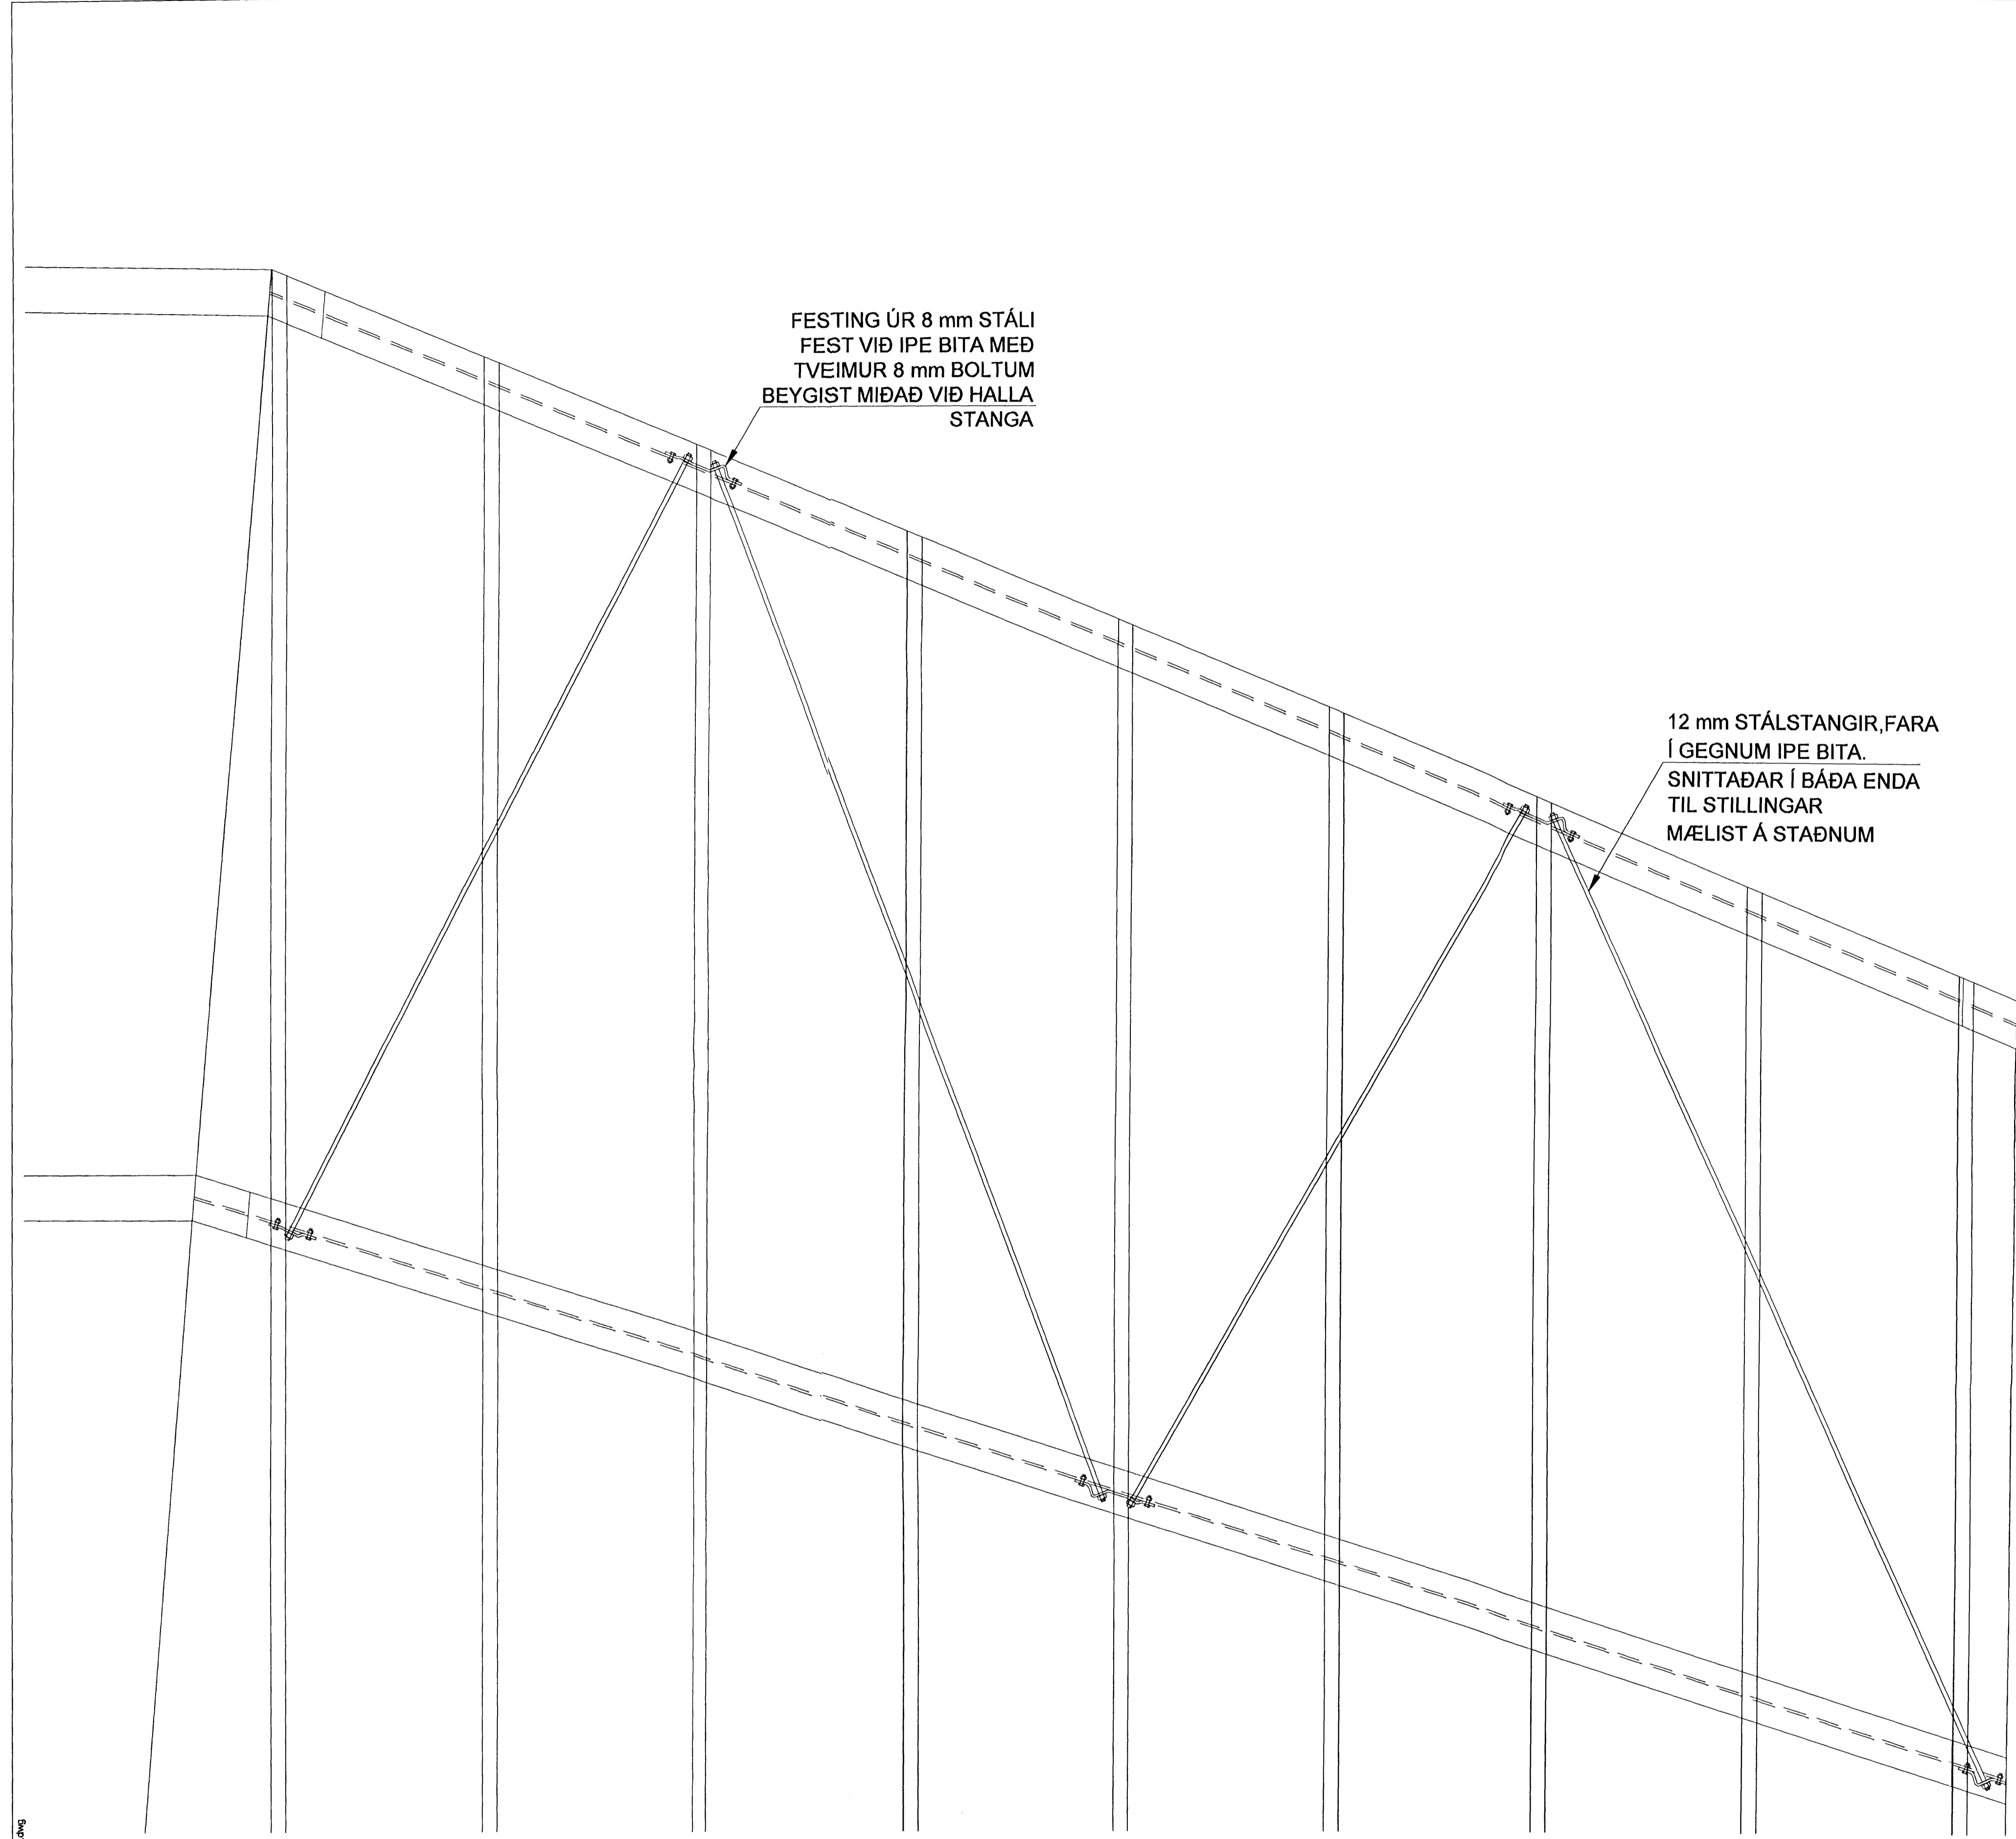 FESTING ÚR 8 mm STÁLI
FEST VIÐ IPE BITA MEÐ
TVEIMUR 8 mm BOLTUM
BEYGIST MIÐAÐ VIÐ HALLA
STANGA
12 mm STÁLSTANGIR,FARA
Í GEGNUM IPE BITA.
SNITTAÐAR Í BÁÐA ENDA
TIL STILLINGAR
MÆLIST Á STAÐNUM
.dwg